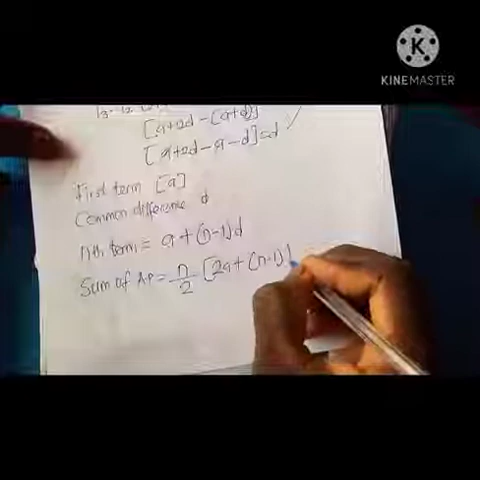 K
KINEMASTER
[a+2d-(a+d)]
[a+2d-a-d]=d
First term [a]
Common difference d
nth term = a+(n-1)d
Sum of AP = n/2 [2a+(n-1)